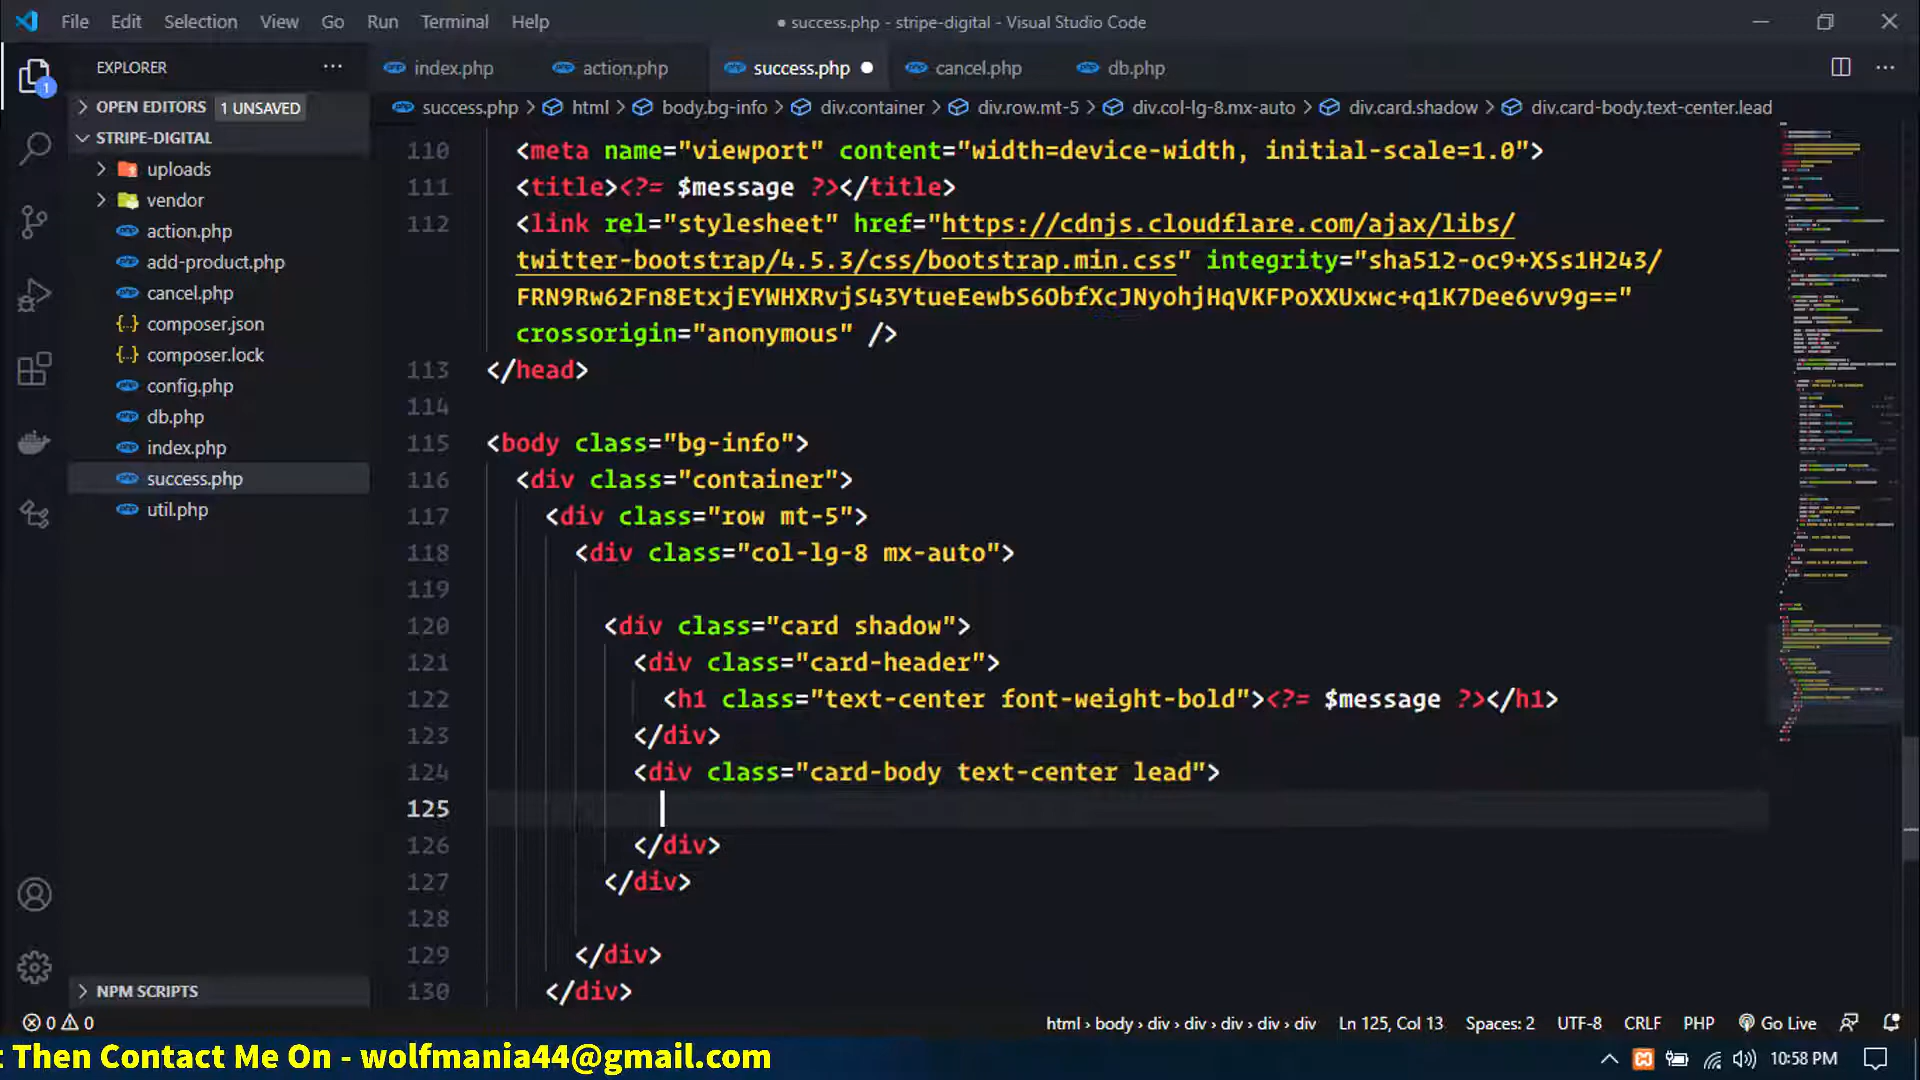 File Edit Selection View Go Run Terminal Help
● success.php - stripe-digital - Visual Studio Code
EXPLORER
index.php
action.php
success.php
cancel.php
db.php
OPEN EDITORS 1 UNSAVED
success.php > html > body.bg-info > div.container > div.row.mt-5 > div.col-lg-8.mx-auto > div.card.shadow > div.card-body.text-center.lead
STRIPE-DIGITAL
uploads
vendor
action.php
add-product.php
cancel.php
composer.json
composer.lock
config.php
db.php
index.php
success.php
util.php
NPM SCRIPTS
1
110 <meta name="viewport" content="width=device-width, initial-scale=1.0">
111 <title><?= $message ?></title>
112 <link rel="stylesheet" href="https://cdnjs.cloudflare.com/ajax/libs/
twitter-bootstrap/4.5.3/css/bootstrap.min.css" integrity="sha512-oc9+XSs1H243/
FRN9Rw62Fn8EtxjEYWHXRvjS43YtueEewbS6ObfXcJNyohjHqVKFPoXXUxwc+q1K7Dee6vv9g=="
crossorigin="anonymous" />
113 </head>
114
115 <body class="bg-info">
116 <div class="container">
117 <div class="row mt-5">
118 <div class="col-lg-8 mx-auto">
119
120 <div class="card shadow">
121 <div class="card-header">
122 <h1 class="text-center font-weight-bold"><?= $message ?></h1>
123 </div>
124 <div class="card-body text-center lead">
125
126 </div>
127 </div>
128
129 </div>
130 </div>
0 0
html › body › div › div › div › div › div
Ln 125, Col 13
Spaces: 2
UTF-8
CRLF
PHP
Go Live
Then Contact Me On - wolfmania44@gmail.com
10:58 PM